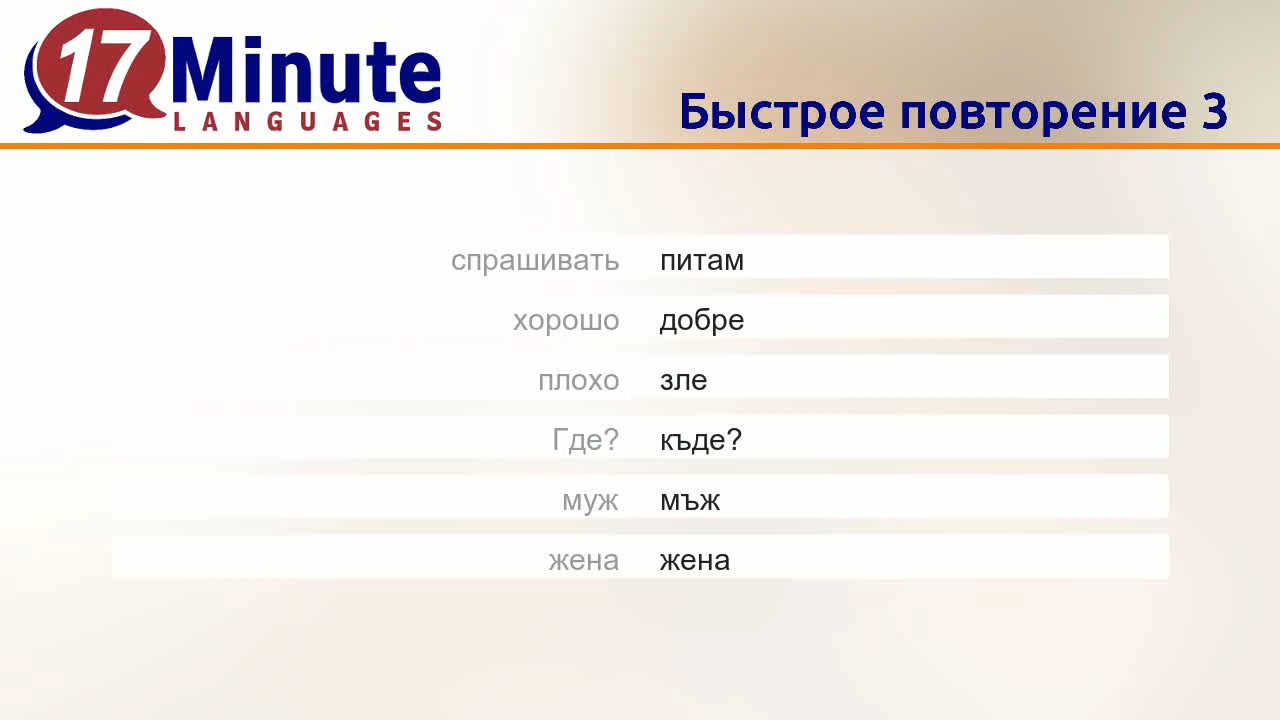 17 Minute
LANGUAGES
Быстрое повторение 3
спрашивать питам
хорошо добре
плохо зле
Где? къде?
муж мъж
жена жена